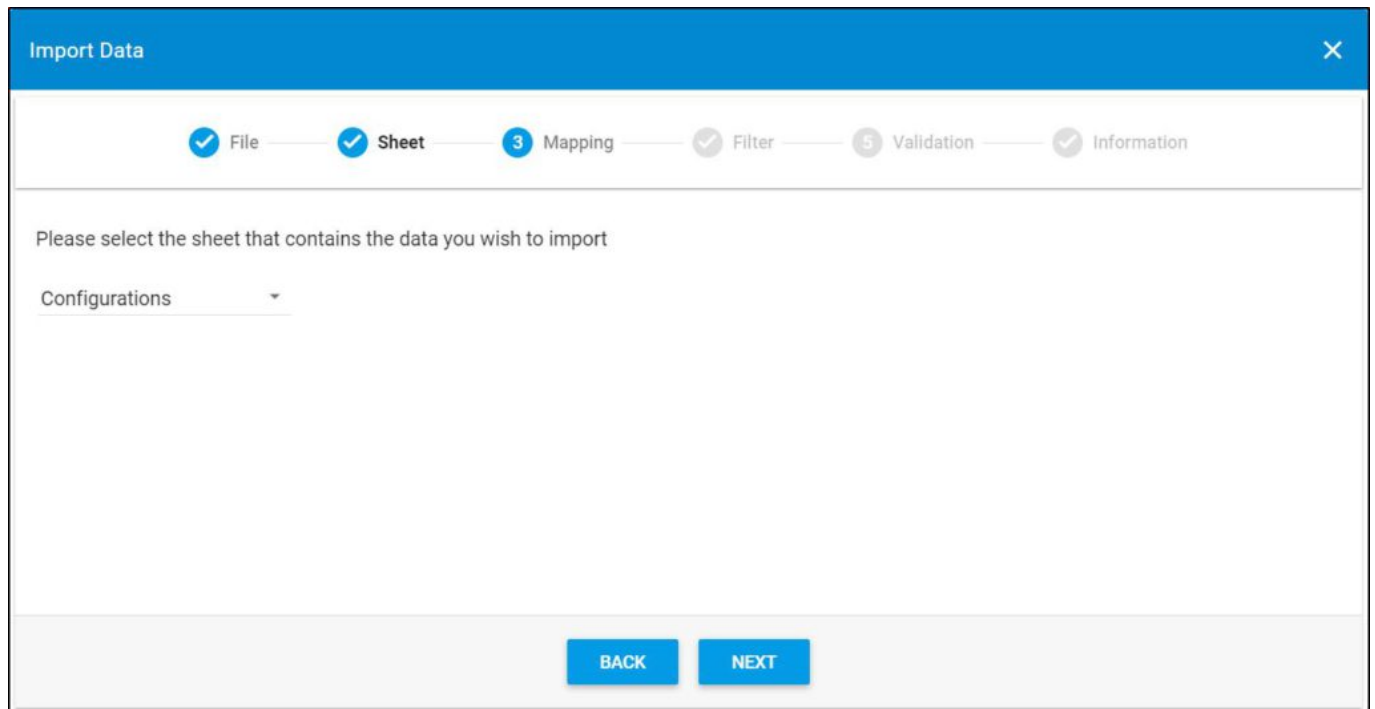 Import Data
File Sheet 3 Mapping Filter 5 Validation Information
Please select the sheet that contains the data you wish to import
Configurations
BACK NEXT